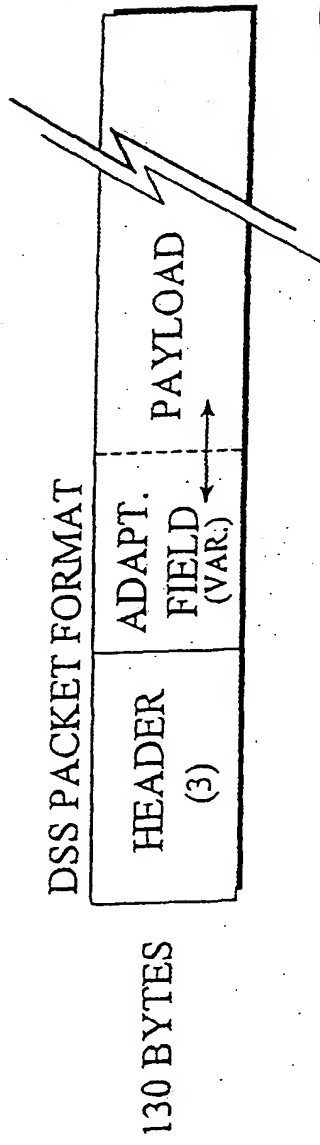 DSS PACKET FORMAT
130 BYTES
HEADER
(3)
ADAPT.
FIELD
(VAR.)
PAYLOAD